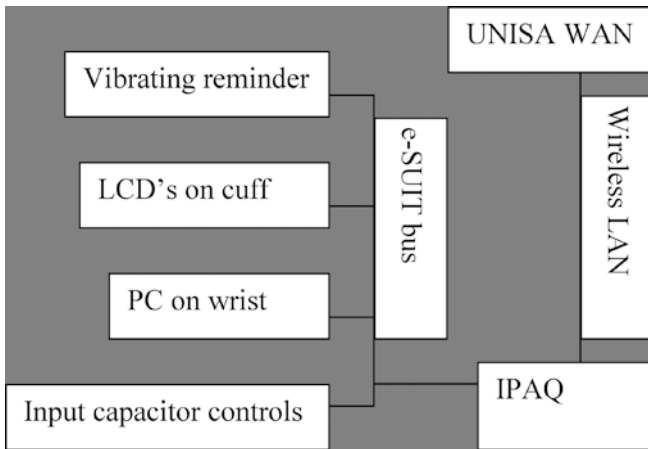 UNISA WAN
Vibrating reminder
e-SUIT bus
Wireless LAN
LCD’s on cuff
PC on wrist
IPAQ
Input capacitor controls